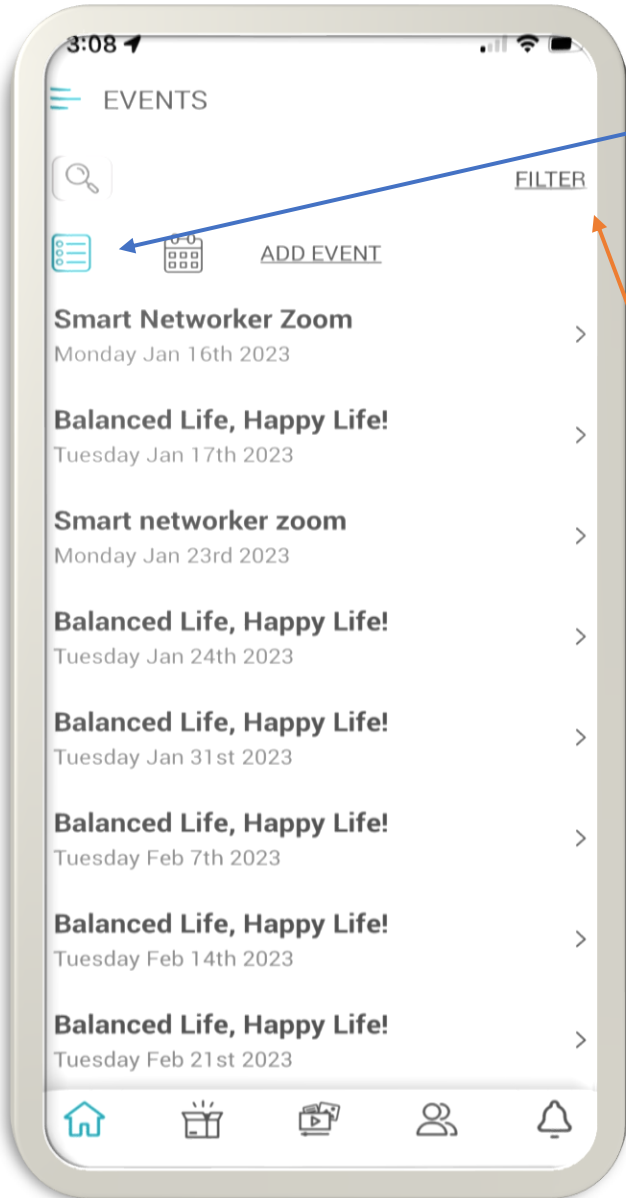 3:08
EVENTS
FILTER
ADD EVENT
Smart Networker Zoom
Monday Jan 16th 2023
Balanced Life, Happy Life!
Tuesday Jan 17th 2023
Smart networker zoom
Monday Jan 23rd 2023
Balanced Life, Happy Life!
Tuesday Jan 24th 2023
Balanced Life, Happy Life!
Tuesday Jan 31st 2023
Balanced Life, Happy Life!
Tuesday Feb 7th 2023
Balanced Life, Happy Life!
Tuesday Feb 14th 2023
Balanced Life, Happy Life!
Tuesday Feb 21st 2023